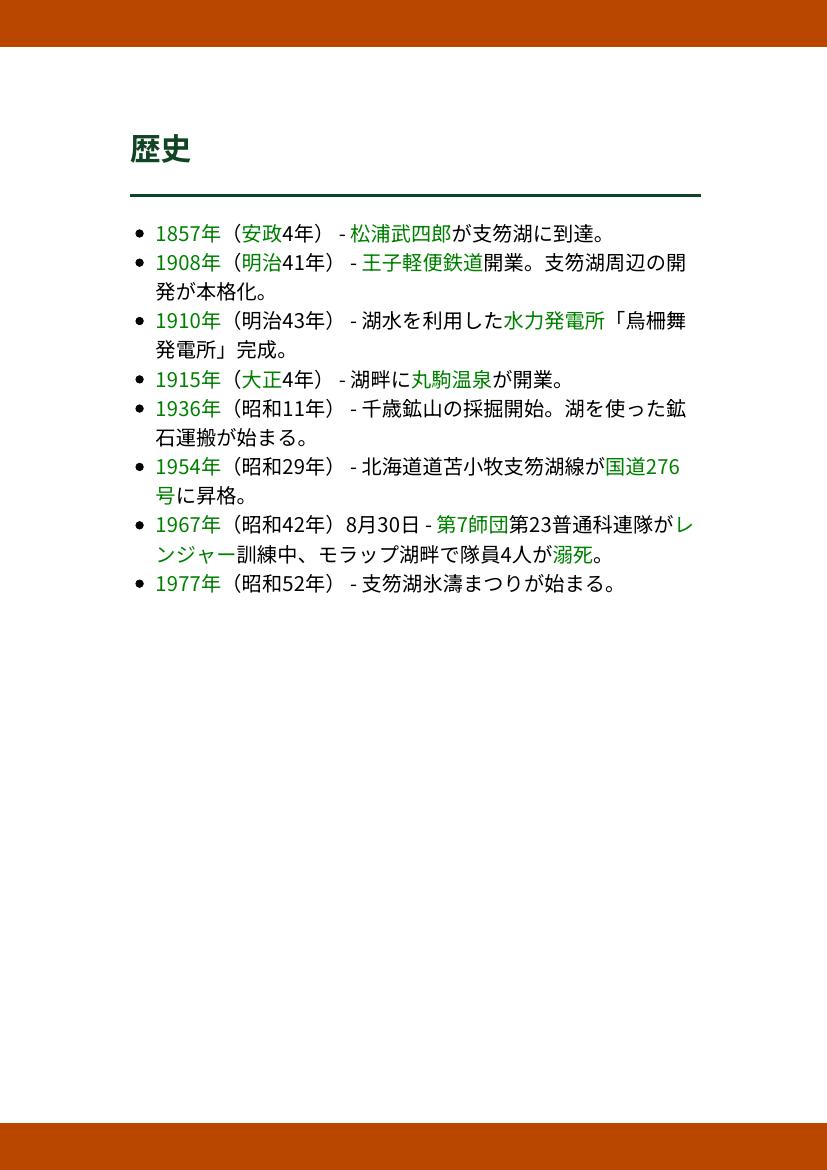 歴史
• 1857年（安政4年） - 松浦武四郎が支笏湖に到達。
• 1908年（明治41年） - 王子軽便鉄道開業。支笏湖周辺の開
発が本格化。
• 1910年（明治43年） - 湖水を利用した水力発電所「烏柵舞
発電所」完成。
• 1915年（大正4年） - 湖畔に丸駒温泉が開業。
• 1936年（昭和11年） - 千歳鉱山の採掘開始。湖を使った鉱
石運搬が始まる。
• 1954年（昭和29年） - 北海道道苫小牧支笏湖線が国道276
号に昇格。
• 1967年（昭和42年）8月30日 - 第7師団第23普通科連隊がレ
ンジャー訓練中、モラップ湖畔で隊員4人が溺死。
• 1977年（昭和52年） - 支笏湖氷濤まつりが始まる。